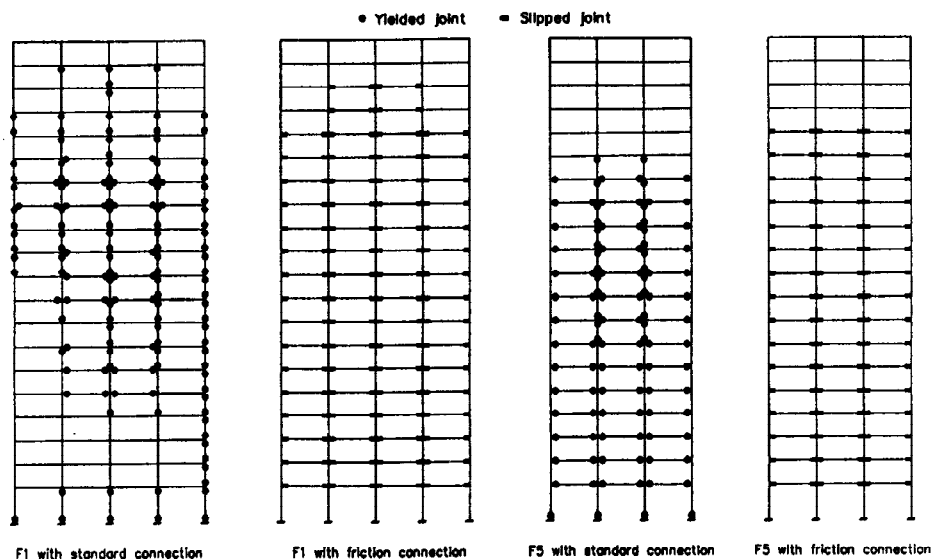 ● Yielded joint ▬ Slipped joint
F1 with standard connection
F1 with friction connection
F5 with standard connection
F5 with friction connection